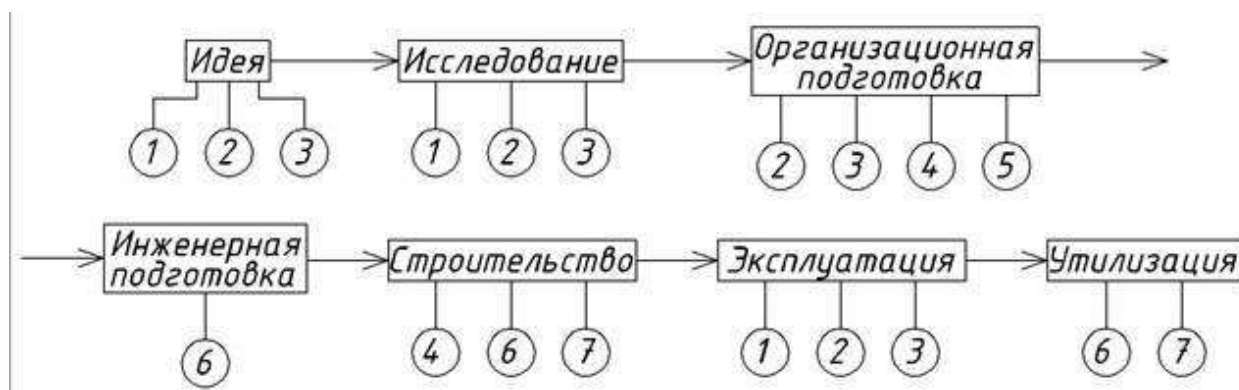 Идея
Исследование
Организационная
подготовка
1 2 3
1 2 3
2 3 4 5
Инженерная
подготовка
Строительство
Эксплуатация
Утилизация
6
4 6 7
1 2 3
6 7